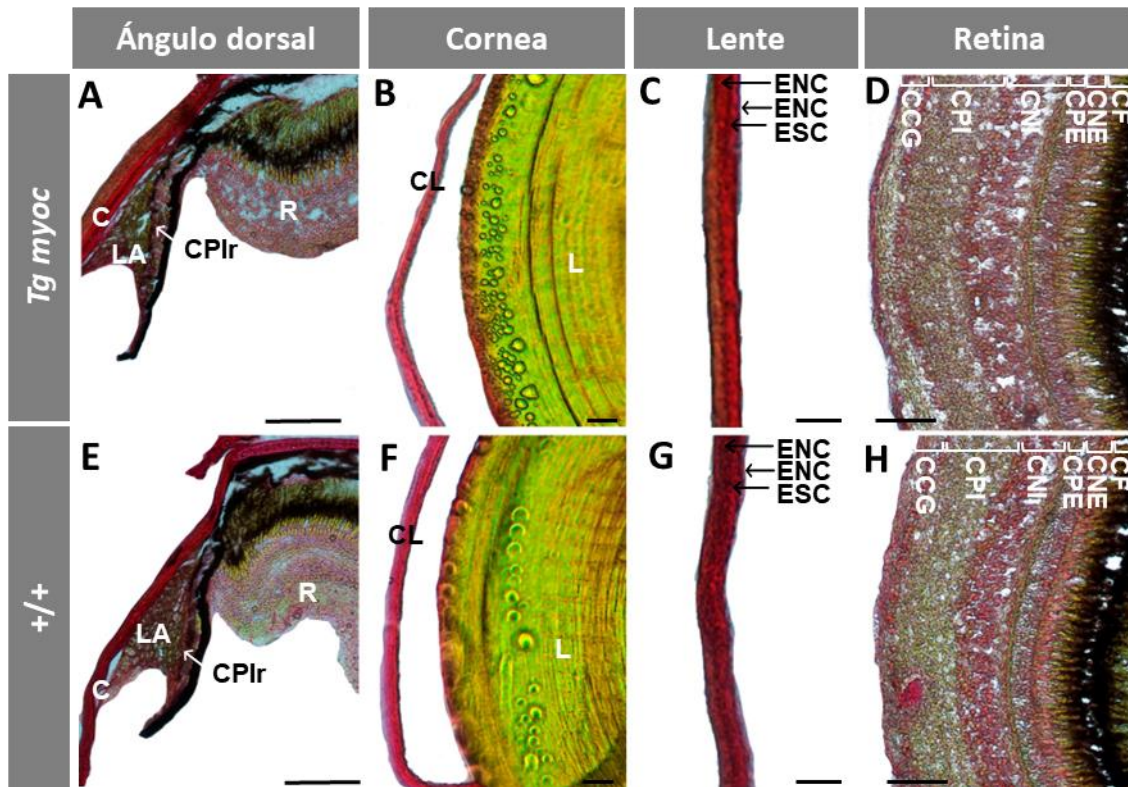 Ángulo dorsal
Cornea
Lente
Retina
Tg myoc
A
C
LA
CPIr
R
B
CL
L
C
ENC
ENC
ESC
D
CCG
CPI
GNI
CPE
CNE
CF
+/+
E
C
LA
CPIr
R
F
CL
L
G
ENC
ENC
ESC
H
CCG
CPI
CNI
CPE
CNE
CF